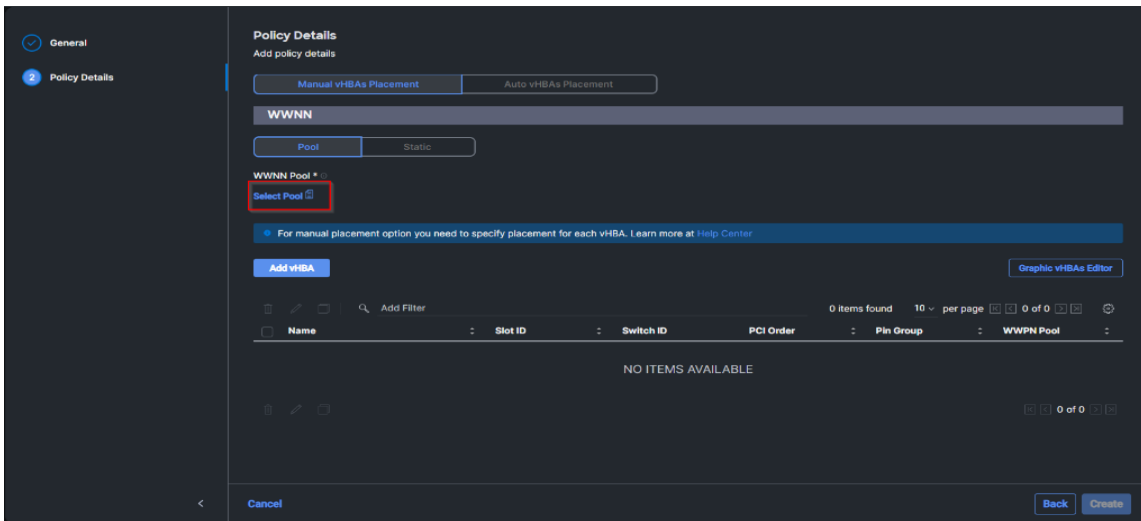 General
2 Policy Details
Policy Details
Add policy details
Manual vHBAs Placement Auto vHBAs Placement
WWNN
Pool Static
WWNN Pool *
Select Pool
For manual placement option you need to specify placement for each vHBA. Learn more at Help Center
Add vHBA Graphic vHBAs Editor
Add Filter 0 items found 10 per page 0 of 0
Name Slot ID Switch ID PCI Order Pin Group WWPN Pool
NO ITEMS AVAILABLE
0 of 0
Cancel Back Create